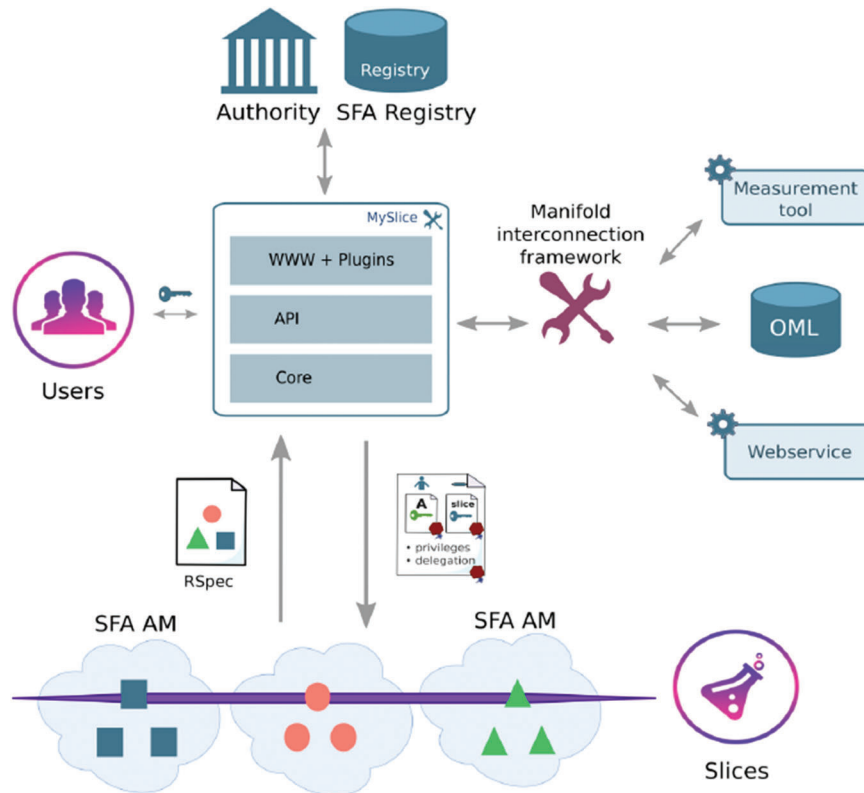 Registry
Authority
SFA Registry
MySlice
WWW + Plugins
API
Core
Users
Manifold
interconnection
framework
Measurement
tool
OML
Webservice
RSpec
A
slice
• privileges
• delegation
SFA AM
SFA AM
Slices